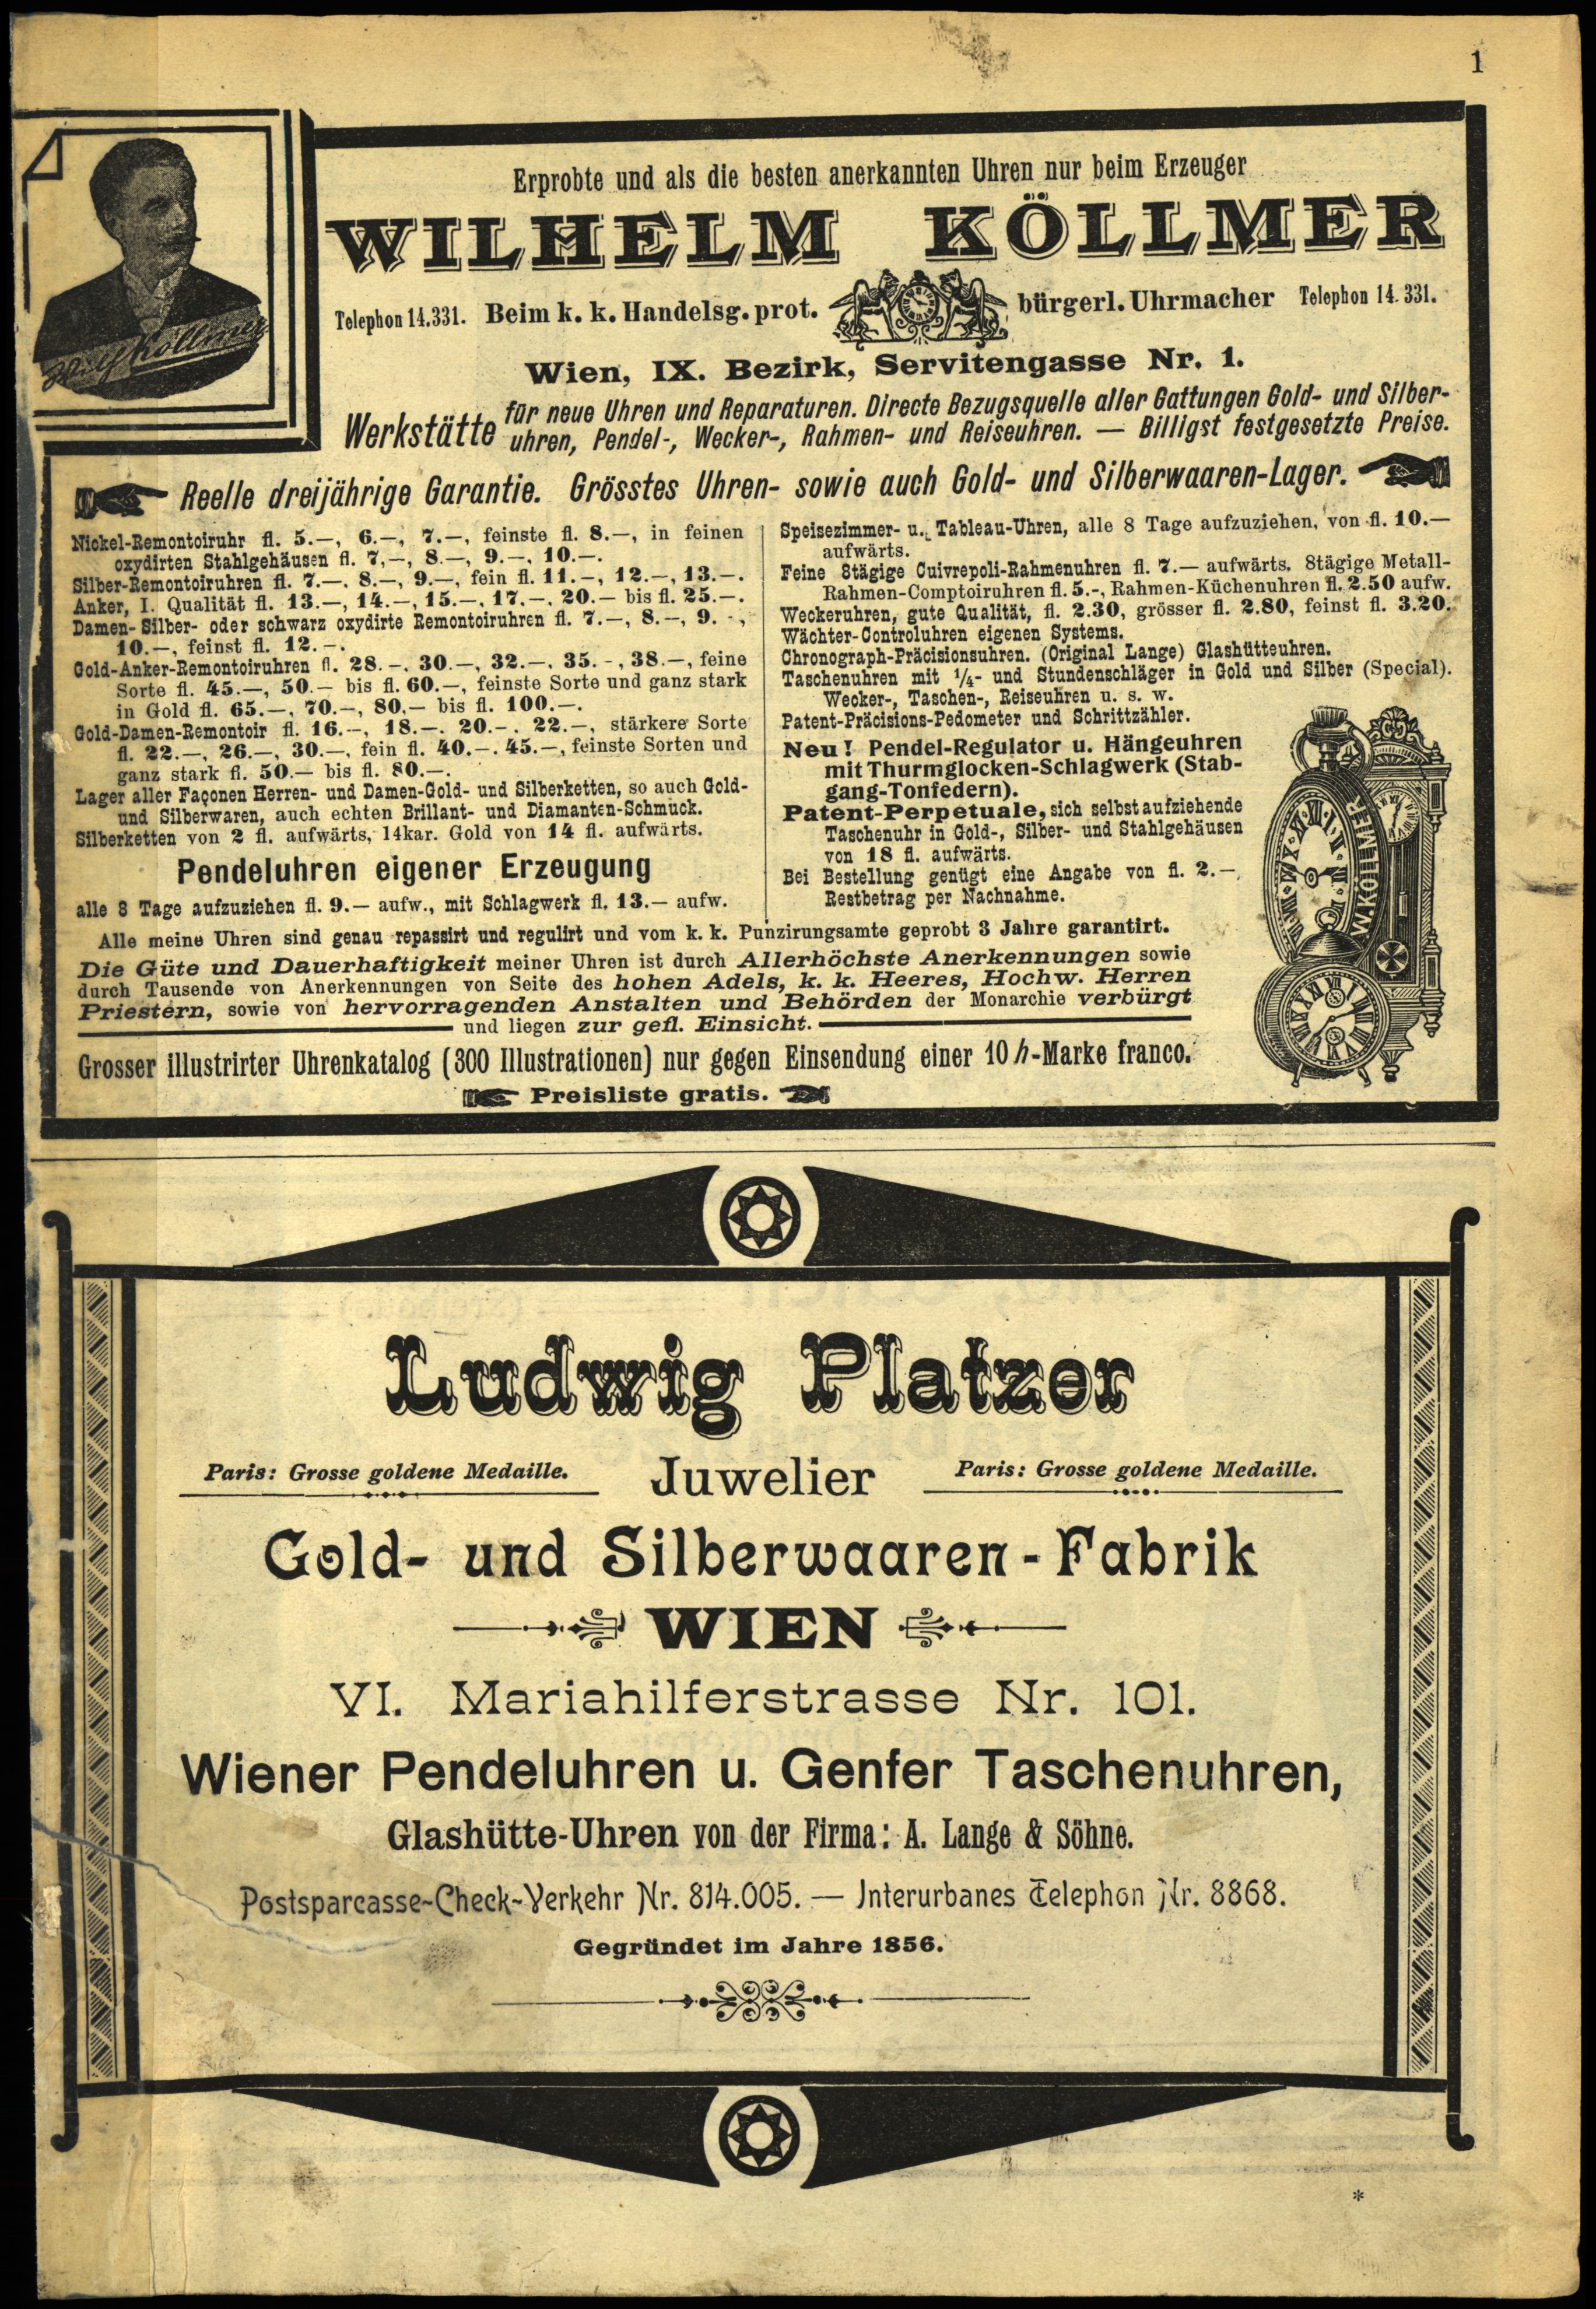 1
Erprobte und als die besten anerkannten Uhren nur beim Erzeuger
WILHELM KÖLLMER
Telephon 14.331. Beim k. k. Handelsg. prot. bürgerl. Uhrmacher Telephon 14.331.
Wilh Köllmer
Wien, IX. Bezirk, Servitengasse Nr. 1.
Werkstätte für neue Uhren und Reparaturen. Directe Bezugsquelle aller Gattungen Gold- und Silber-
uhren, Pendel-, Wecker-, Rahmen- und Reiseuhren. — Billigst festgesetzte Preise.
Reelle dreijährige Garantie. Grösstes Uhren- sowie auch Gold- und Silberwaaren-Lager.
Nickel-Remontoiruhr fl. 5.—, 6.—, 7.—, feinste fl. 8.—, in feinen
oxydirten Stahlgehäusen fl. 7.—, 8.—, 9.—, 10.—.
Silber-Remontoiruhren fl. 7.—, 8.—, 9.—, fein fl. 11.—, 12.—, 13.—.
Anker, I. Qualität fl. 13.—, 14.—, 15.—, 17.—, 20.— bis fl. 25.—.
Damen-Silber- oder schwarz oxydirte Remontoiruhren fl. 7.—, 8.—, 9.—,
10.—, feinst fl. 12.—.
Gold-Anker-Remontoiruhren fl. 28.—, 30.—, 32.—, 35.—, 38.—, feine
Sorte fl. 45.—, 50.— bis fl. 60.—, feinste Sorte und ganz stark
in Gold fl. 65.—, 70.—, 80.— bis fl. 100.—.
Gold-Damen-Remontoir fl. 16.—, 18.—, 20.—, 22.—, stärkere Sorte
fl. 22.—, 26.—, 30.—, fein fl. 40.—, 45.—, feinste Sorten und
ganz stark fl. 50.— bis fl. 80.—.
Lager aller Façonen Herren- und Damen-Gold- und Silberketten, so auch Gold-
und Silberwaren, auch echten Brillant- und Diamanten-Schmuck.
Silberketten von 2 fl. aufwärts, 14kar. Gold von 14 fl. aufwärts.
Pendeluhren eigener Erzeugung
alle 8 Tage aufzuziehen fl. 9.— aufw., mit Schlagwerk fl. 13.— aufw.
Speisezimmer- u. Tableau-Uhren, alle 8 Tage aufzuziehen, von fl. 10.—
aufwärts.
Feine 8tägige Cuivrepoli-Rahmenuhren fl. 7.— aufwärts. 8tägige Metall-
Rahmen-Comptoiruhren fl. 5.-, Rahmen-Küchenuhren fl. 2.50 aufw.
Weckeruhren, gute Qualität, fl. 2.30, grösser fl. 2.80, feinst fl. 3.20.
Wächter-Controluhren eigenen Systems.
Chronograph-Präcisionsuhren. (Original Lange) Glashütteuhren.
Taschenuhren mit 1/4- und Stundenschläger in Gold und Silber (Special).
Wecker-, Taschen-, Reiseuhren u. s. w.
Patent-Präcisions-Pedometer und Schrittzähler.
Neu! Pendel-Regulator u. Hängeuhren
mit Thurmglocken-Schlagwerk (Stab-
gang-Tonfedern).
Patent-Perpetuale, sich selbst aufziehende
Taschenuhr in Gold-, Silber- und Stahlgehäusen
von 18 fl. aufwärts.
Bei Bestellung genügt eine Angabe von fl. 2.—,
Restbetrag per Nachnahme.
W. KÖLLMER
Alle meine Uhren sind genau repassirt und regulirt und vom k. k. Punzirungsamte geprobt 3 Jahre garantirt.
Die Güte und Dauerhaftigkeit meiner Uhren ist durch Allerhöchste Anerkennungen sowie
durch Tausende von Anerkennungen von Seite des hohen Adels, k. k. Heeres, Hochw. Herren
Priestern, sowie von hervorragenden Anstalten und Behörden der Monarchie verbürgt
und liegen zur gefl. Einsicht.
Grosser illustrirter Uhrenkatalog (300 Illustrationen) nur gegen Einsendung einer 10 h-Marke franco.
Preisliste gratis.
Ludwig Platzer
Paris: Grosse goldene Medaille. Juwelier Paris: Grosse goldene Medaille.
Gold- und Silberwaaren-Fabrik
WIEN
VI. Mariahilferstrasse Nr. 101.
Wiener Pendeluhren u. Genfer Taschenuhren,
Glashütte-Uhren von der Firma: A. Lange & Söhne.
Postsparcasse-Check-Verkehr Nr. 814.005. — Interurbanes Telephon Nr. 8868.
Gegründet im Jahre 1856.
*